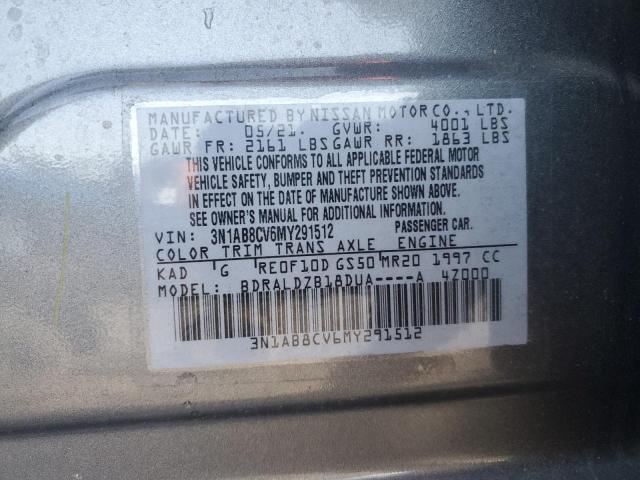 MANUFACTURED BY NISSAN MOTOR CO., LTD.
DATE: 05/21. GVWR: 4001 LBS
GAWR FR: 2161 LBS GAWR RR: 1863 LBS
THIS VEHICLE CONFORMS TO ALL APPLICABLE FEDERAL MOTOR
VEHICLE SAFETY, BUMPER AND THEFT PREVENTION STANDARDS
IN EFFECT ON THE DATE OF MANUFACTURE SHOWN ABOVE.
SEE OWNER'S MANUAL FOR ADDITIONAL INFORMATION.
VIN: 3N1AB8CV6MY291512 PASSENGER CAR.
COLOR TRIM TRANS AXLE ENGINE
KAD G RE0F10D GS50 MR20 1997 CC
MODEL: BDRALDZB18DUA----A 4Z000
3N1AB8CV6MY291512